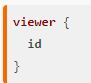 viewer {
  id
}